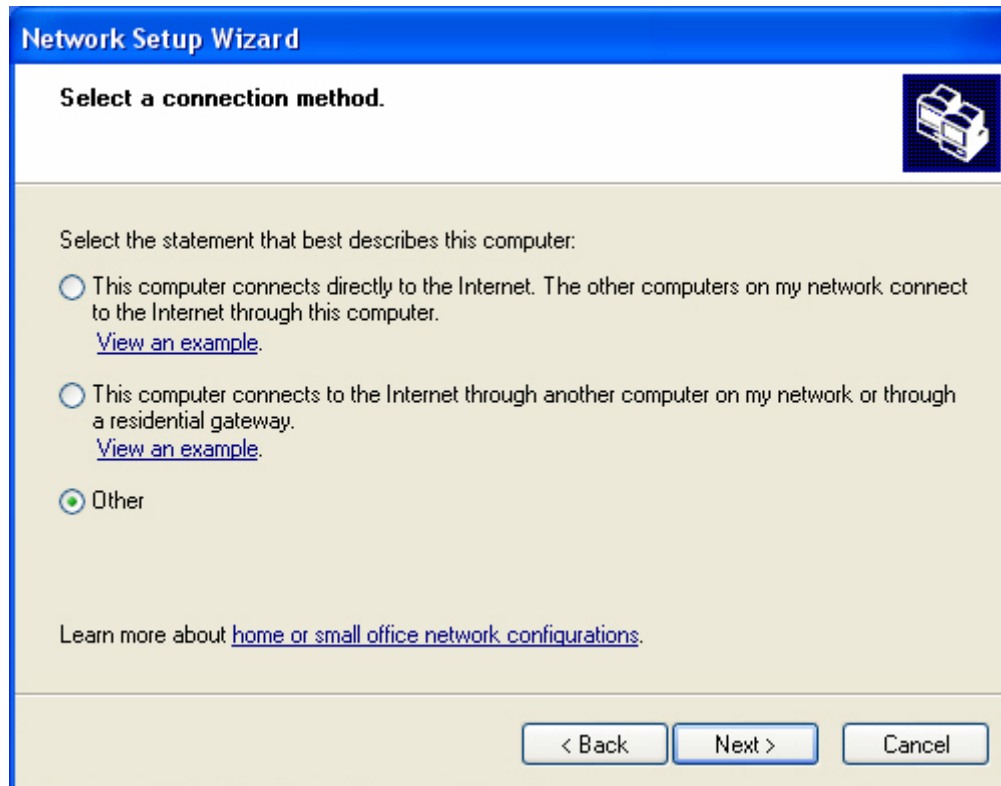 Network Setup Wizard
Select a connection method.
Select the statement that best describes this computer:
This computer connects directly to the Internet. The other computers on my network connect
to the Internet through this computer.
View an example.
This computer connects to the Internet through another computer on my network or through
a residential gateway.
View an example.
Other
Learn more about home or small office network configurations.
< Back
Next >
Cancel